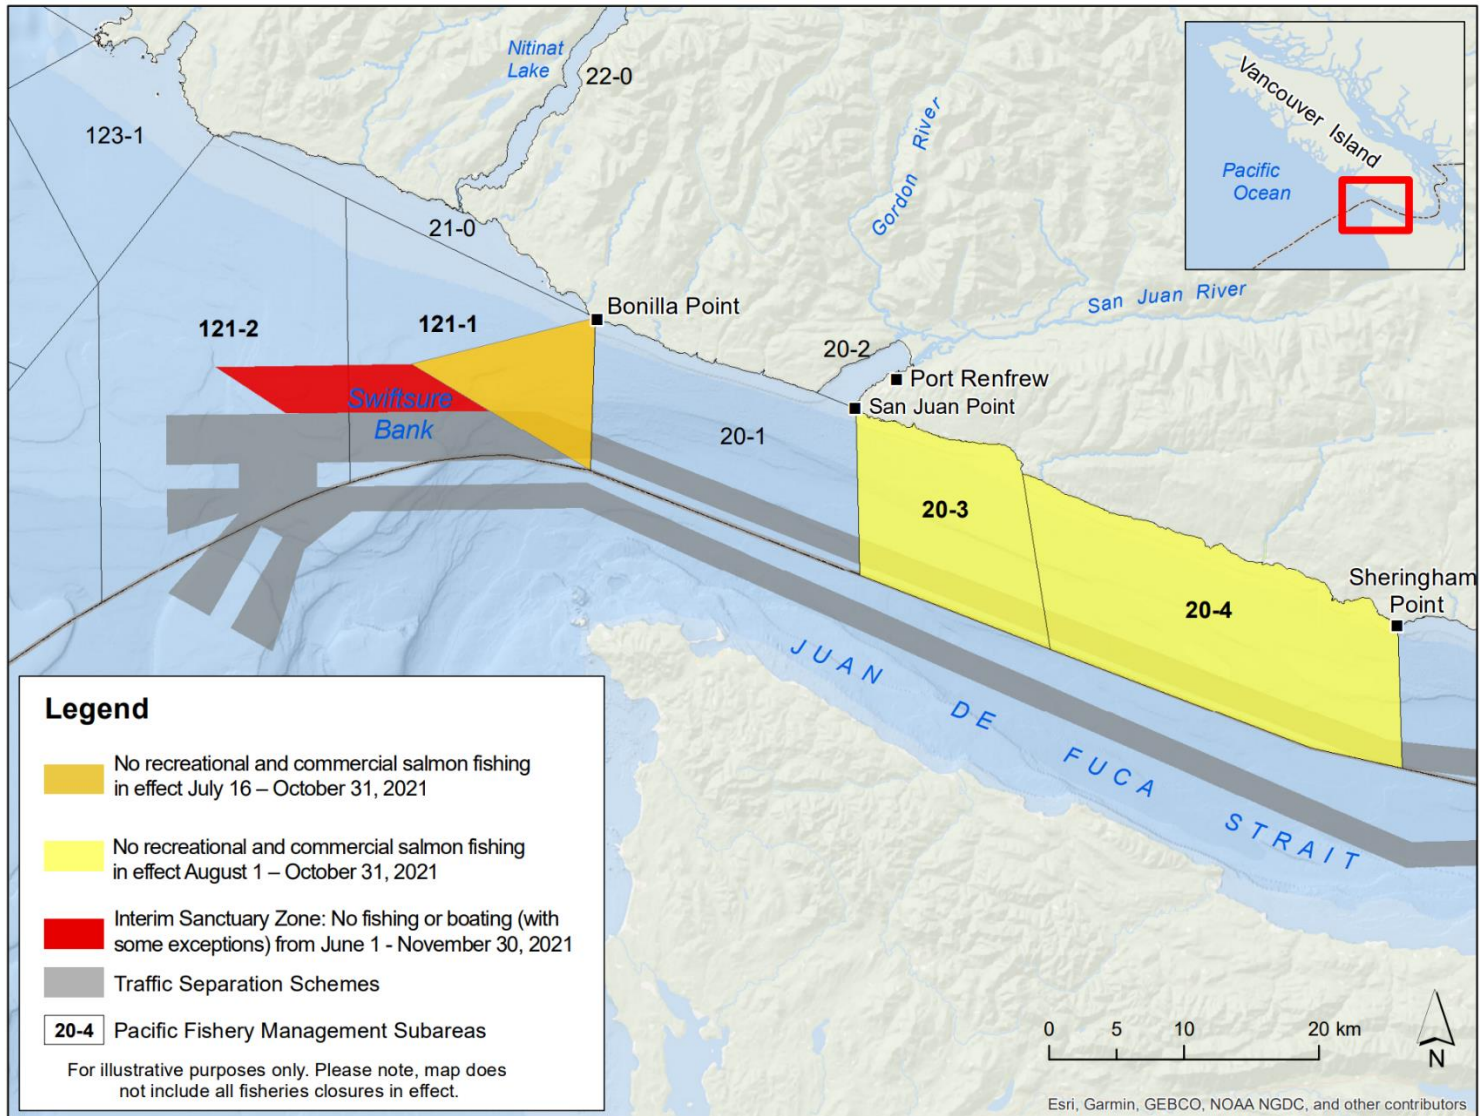 Nitinat
Lake
22-0
123-1
Gordon River
21-0
Vancouver Island
Pacific
Ocean
San Juan River
Bonilla Point
121-2
121-1
20-2
Port Renfrew
San Juan Point
Swiftsure
Bank
20-1
20-3
20-4
Sheringham
Point
JUAN DE FUCA STRAIT
Legend
No recreational and commercial salmon fishing
in effect July 16 – October 31, 2021
No recreational and commercial salmon fishing
in effect August 1 – October 31, 2021
Interim Sanctuary Zone: No fishing or boating (with
some exceptions) from June 1 - November 30, 2021
Traffic Separation Schemes
20-4 Pacific Fishery Management Subareas
For illustrative purposes only. Please note, map does
not include all fisheries closures in effect.
0 5 10 20 km
N
Esri, Garmin, GEBCO, NOAA NGDC, and other contributors